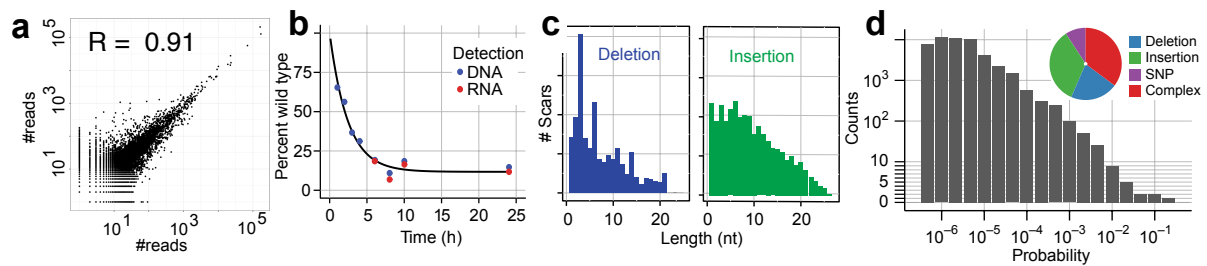 a
R = 0.91
10^5
10^3
10^1
#reads
10^1
10^3
10^5
#reads
b
Detection
DNA
RNA
Percent wild type
75
50
25
0
0
5
10
15
20
25
Time (h)
c
Deletion
Insertion
# Scars
0
10
20
0
10
20
Length (nt)
d
Deletion
Insertion
SNP
Complex
Counts
10^3
10^2
10
5
0
10^-6
10^-5
10^-4
10^-3
10^-2
10^-1
Probability